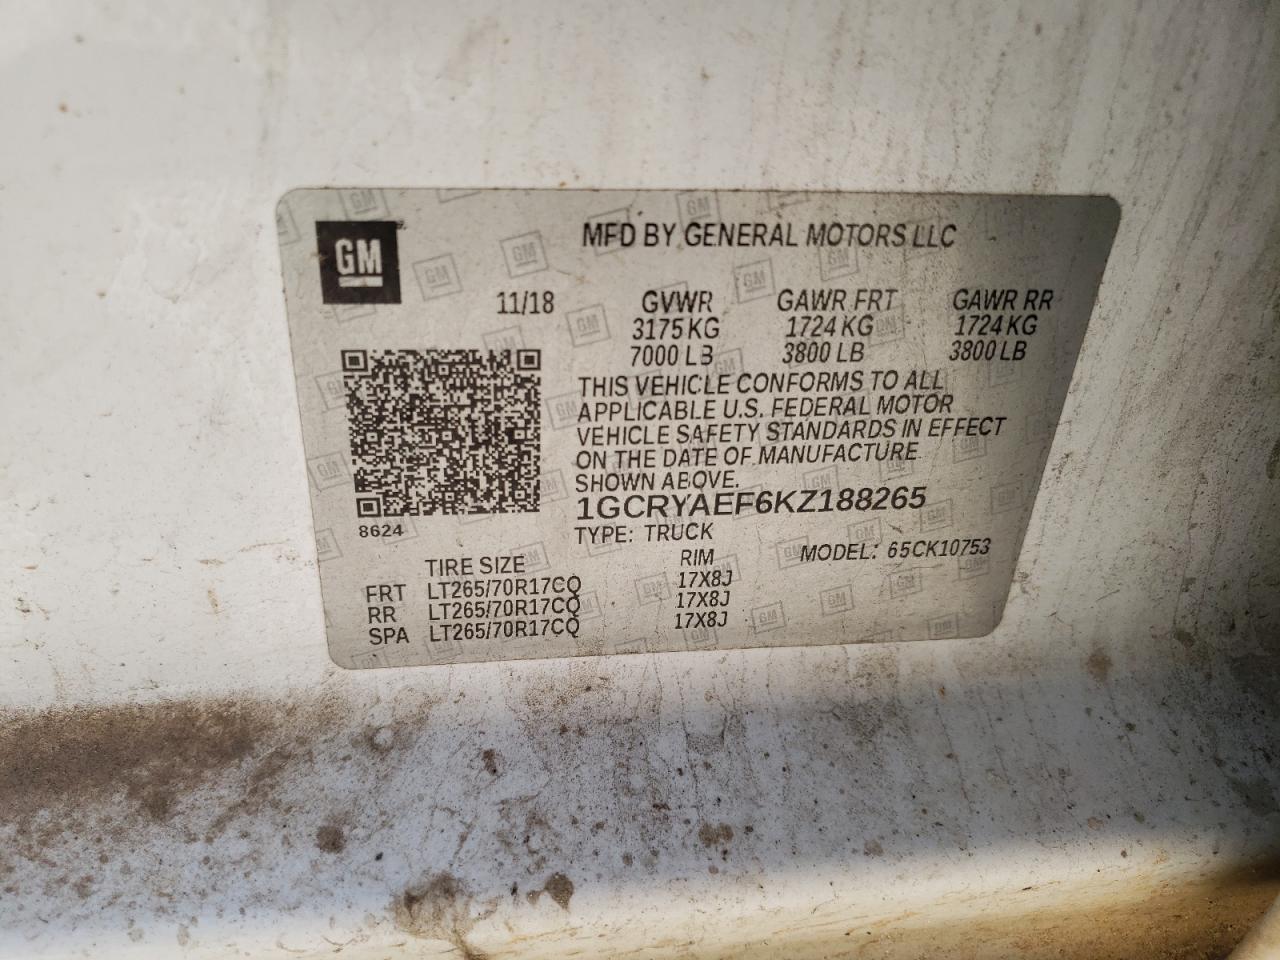 GM
MFD BY GENERAL MOTORS LLC
11/18 GVWR GAWR FRT GAWR RR
3175 KG 1724 KG 1724 KG
7000 LB 3800 LB 3800 LB
THIS VEHICLE CONFORMS TO ALL
APPLICABLE U.S. FEDERAL MOTOR
VEHICLE SAFETY STANDARDS IN EFFECT
ON THE DATE OF MANUFACTURE
SHOWN ABOVE.
1GCRYAEF6KZ188265
8624
TYPE: TRUCK MODEL: 65CK10753
TIRE SIZE RIM
FRT LT265/70R17CQ 17X8J
RR LT265/70R17CQ 17X8J
SPA LT265/70R17CQ 17X8J